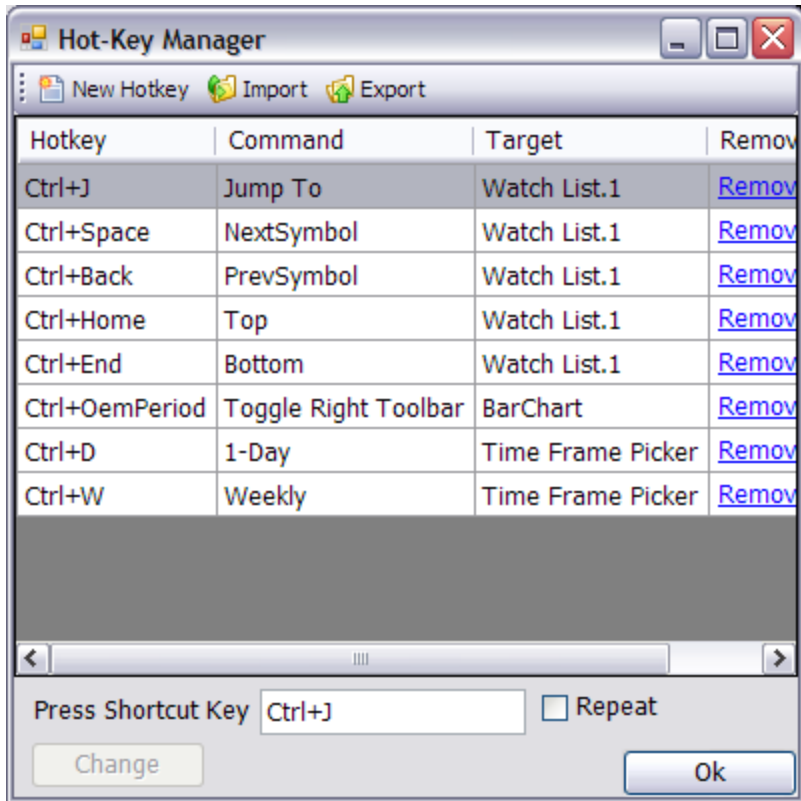 Hot-Key Manager
New Hotkey Import Export
Hotkey Command Target Remov
Ctrl+J Jump To Watch List.1 Remov
Ctrl+Space NextSymbol Watch List.1 Remov
Ctrl+Back PrevSymbol Watch List.1 Remov
Ctrl+Home Top Watch List.1 Remov
Ctrl+End Bottom Watch List.1 Remov
Ctrl+OemPeriod Toggle Right Toolbar BarChart Remov
Ctrl+D 1-Day Time Frame Picker Remov
Ctrl+W Weekly Time Frame Picker Remov
Press Shortcut Key Ctrl+J Repeat
Change Ok